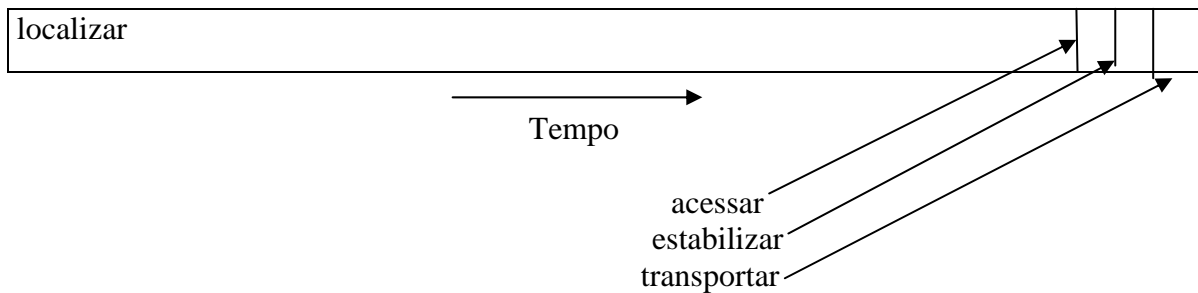 localizar
Tempo
acessar
estabilizar
transportar